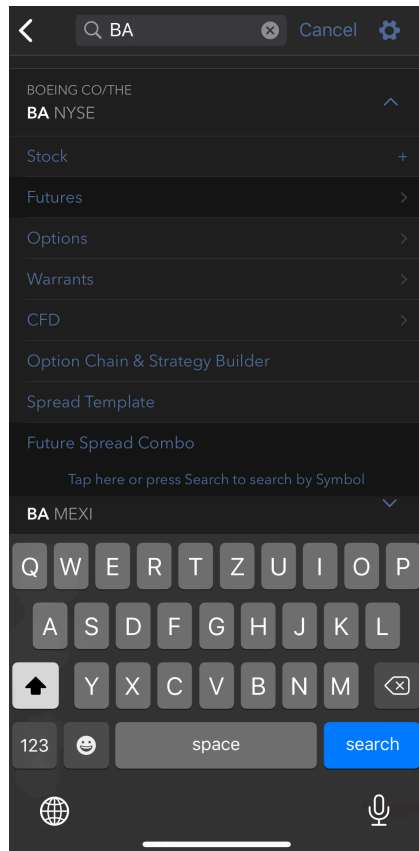 BA Cancel
BOEING CO/THE
BA NYSE
Stock +
Futures
Options
Warrants
CFD
Option Chain & Strategy Builder
Spread Template
Future Spread Combo
Tap here or press Search to search by Symbol
BA MEXI
Q W E R T Z U I O P
A S D F G H J K L
Y X C V B N M
123 space search